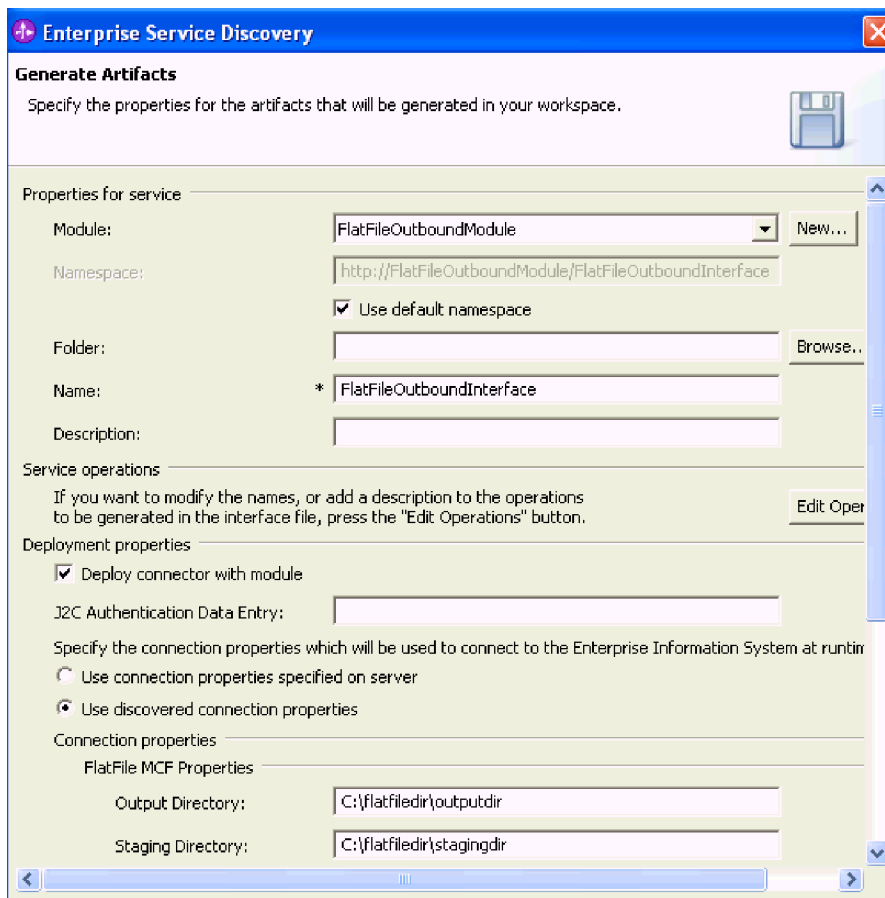 Enterprise Service Discovery
Generate Artifacts
Specify the properties for the artifacts that will be generated in your workspace.
Properties for service
Module: FlatFileOutboundModule New...
Namespace: http://FlatFileOutboundModule/FlatFileOutboundInterface
Use default namespace
Folder: Browse..
Name: * FlatFileOutboundInterface
Description:
Service operations
If you want to modify the names, or add a description to the operations
to be generated in the interface file, press the "Edit Operations" button. Edit Oper
Deployment properties
Deploy connector with module
J2C Authentication Data Entry:
Specify the connection properties which will be used to connect to the Enterprise Information System at runtim
Use connection properties specified on server
Use discovered connection properties
Connection properties
FlatFile MCF Properties
Output Directory: C:\flatfiledir\outputdir
Staging Directory: C:\flatfiledir\stagingdir